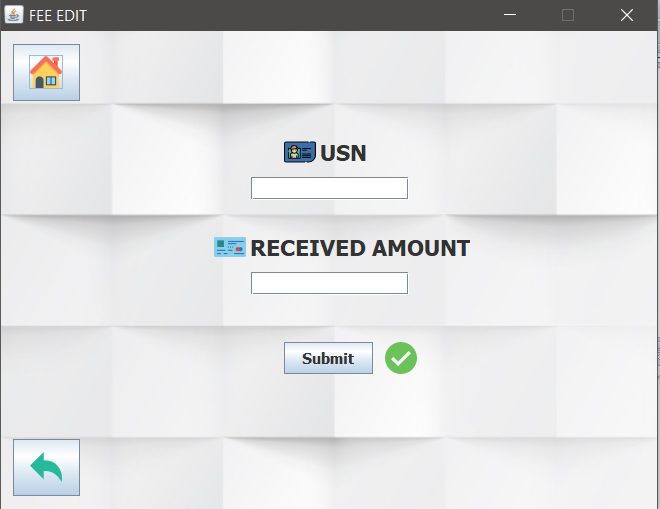 FEE EDIT
USN
RECEIVED AMOUNT
Submit